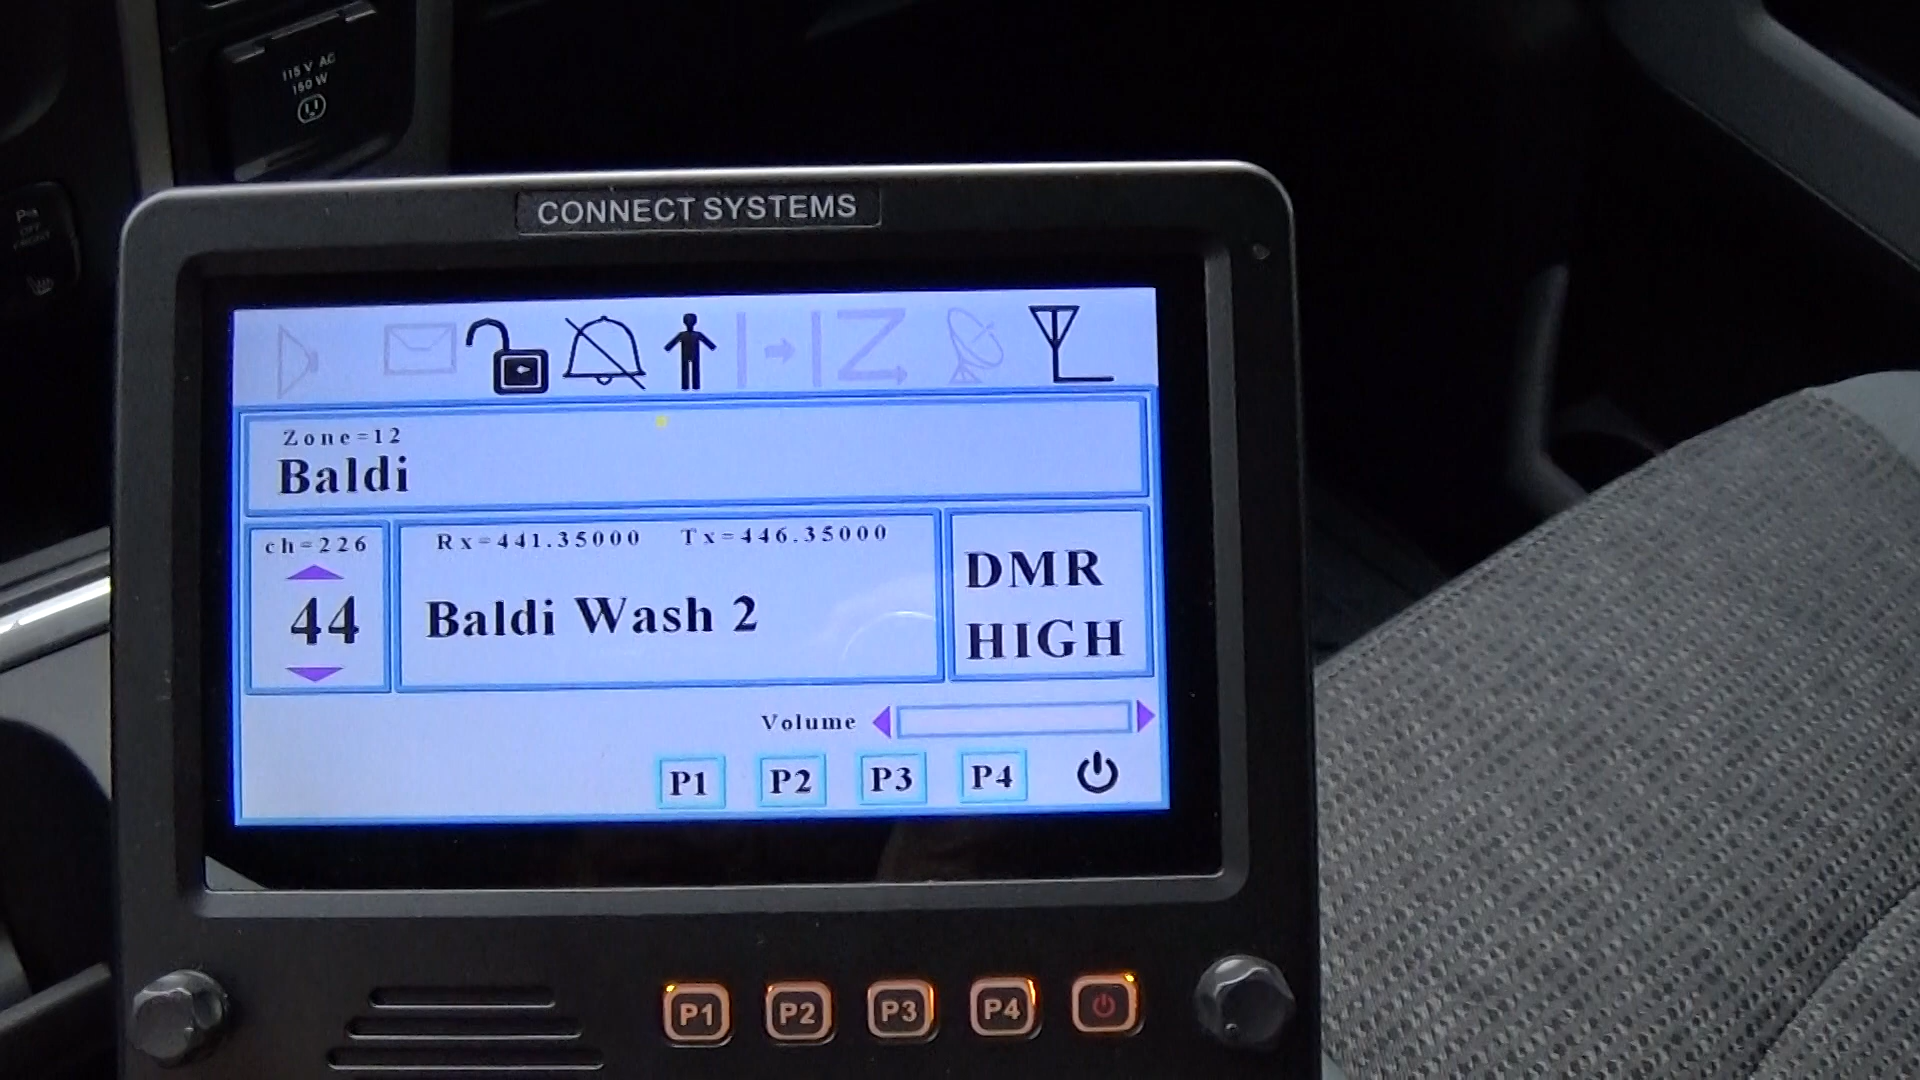 115 V AC
150 W
OFF
CONNECT SYSTEMS
Zone=12
Baldi
ch=226
44
Rx=441.35000 Tx=446.35000
Baldi Wash 2
DMR
HIGH
Volume
P1 P2 P3 P4
P1 P2 P3 P4